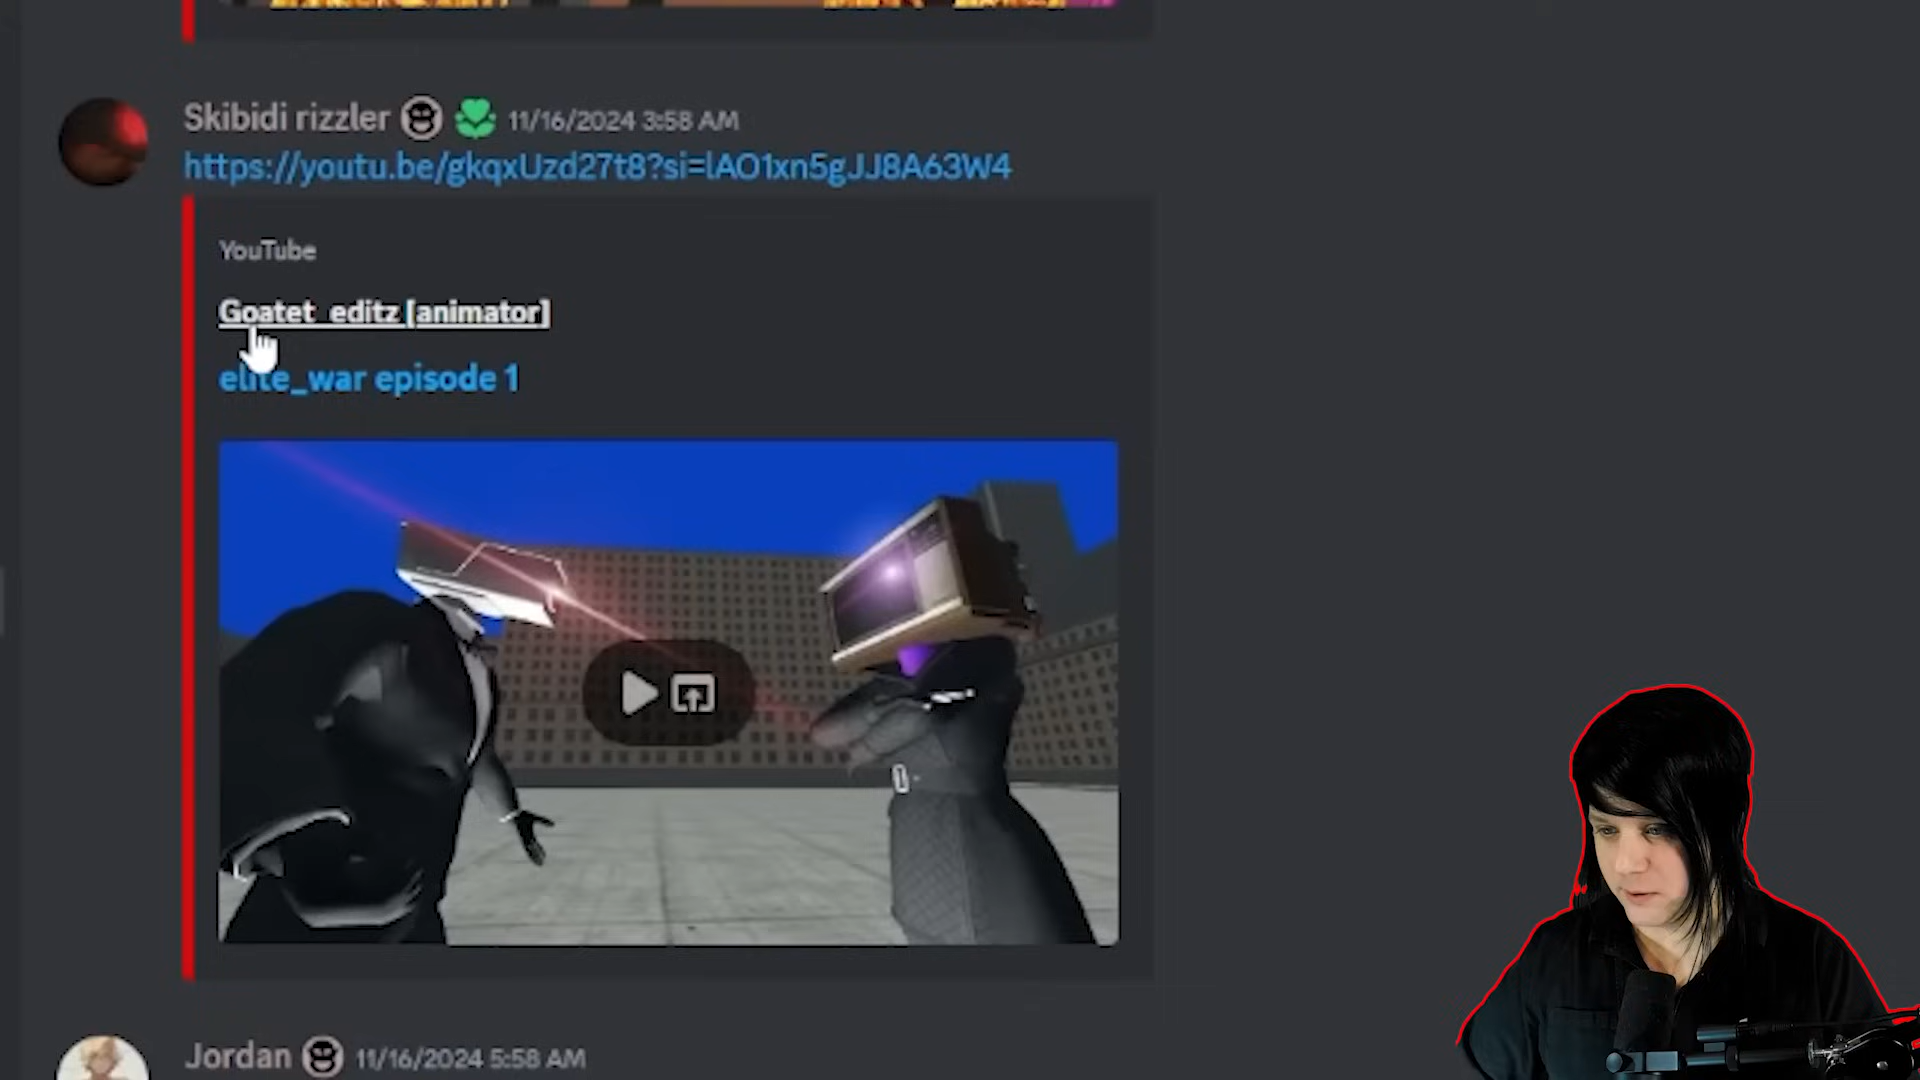 Skibidi rizzler 11/16/2024 3:58 AM
https://youtu.be/gkqxUzd27t8?si=lAO1xn5gJJ8A63W4
YouTube
Goatet_editz [animator]
elite_war episode 1
Jordan 11/16/2024 5:58 AM